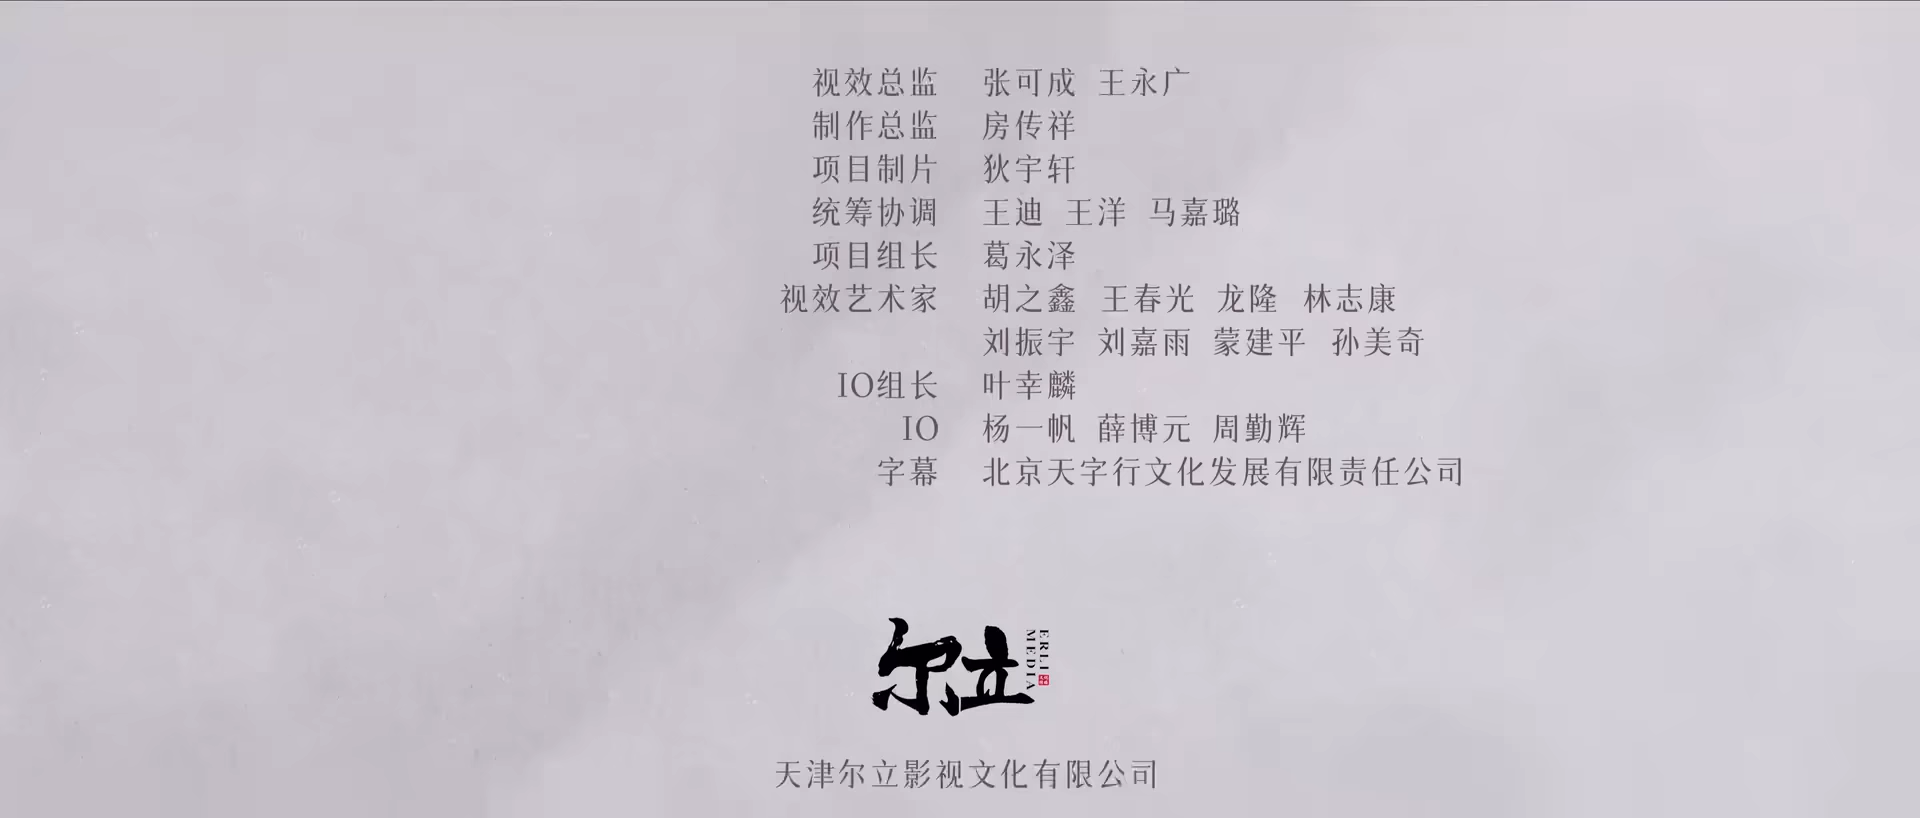 视效总监 张可成 王永广
制作总监 房传祥
项目制片 狄宇轩
统筹协调 王迪 王洋 马嘉璐
项目组长 葛永泽
视效艺术家 胡之鑫 王春光 龙隆 林志康
刘振宇 刘嘉雨 蒙建平 孙美奇
IO组长 叶幸麟
IO 杨一帆 薛博元 周勤辉
字幕 北京天字行文化发展有限责任公司
尔立
ERLI
MEDIA
天津尔立影视文化有限公司